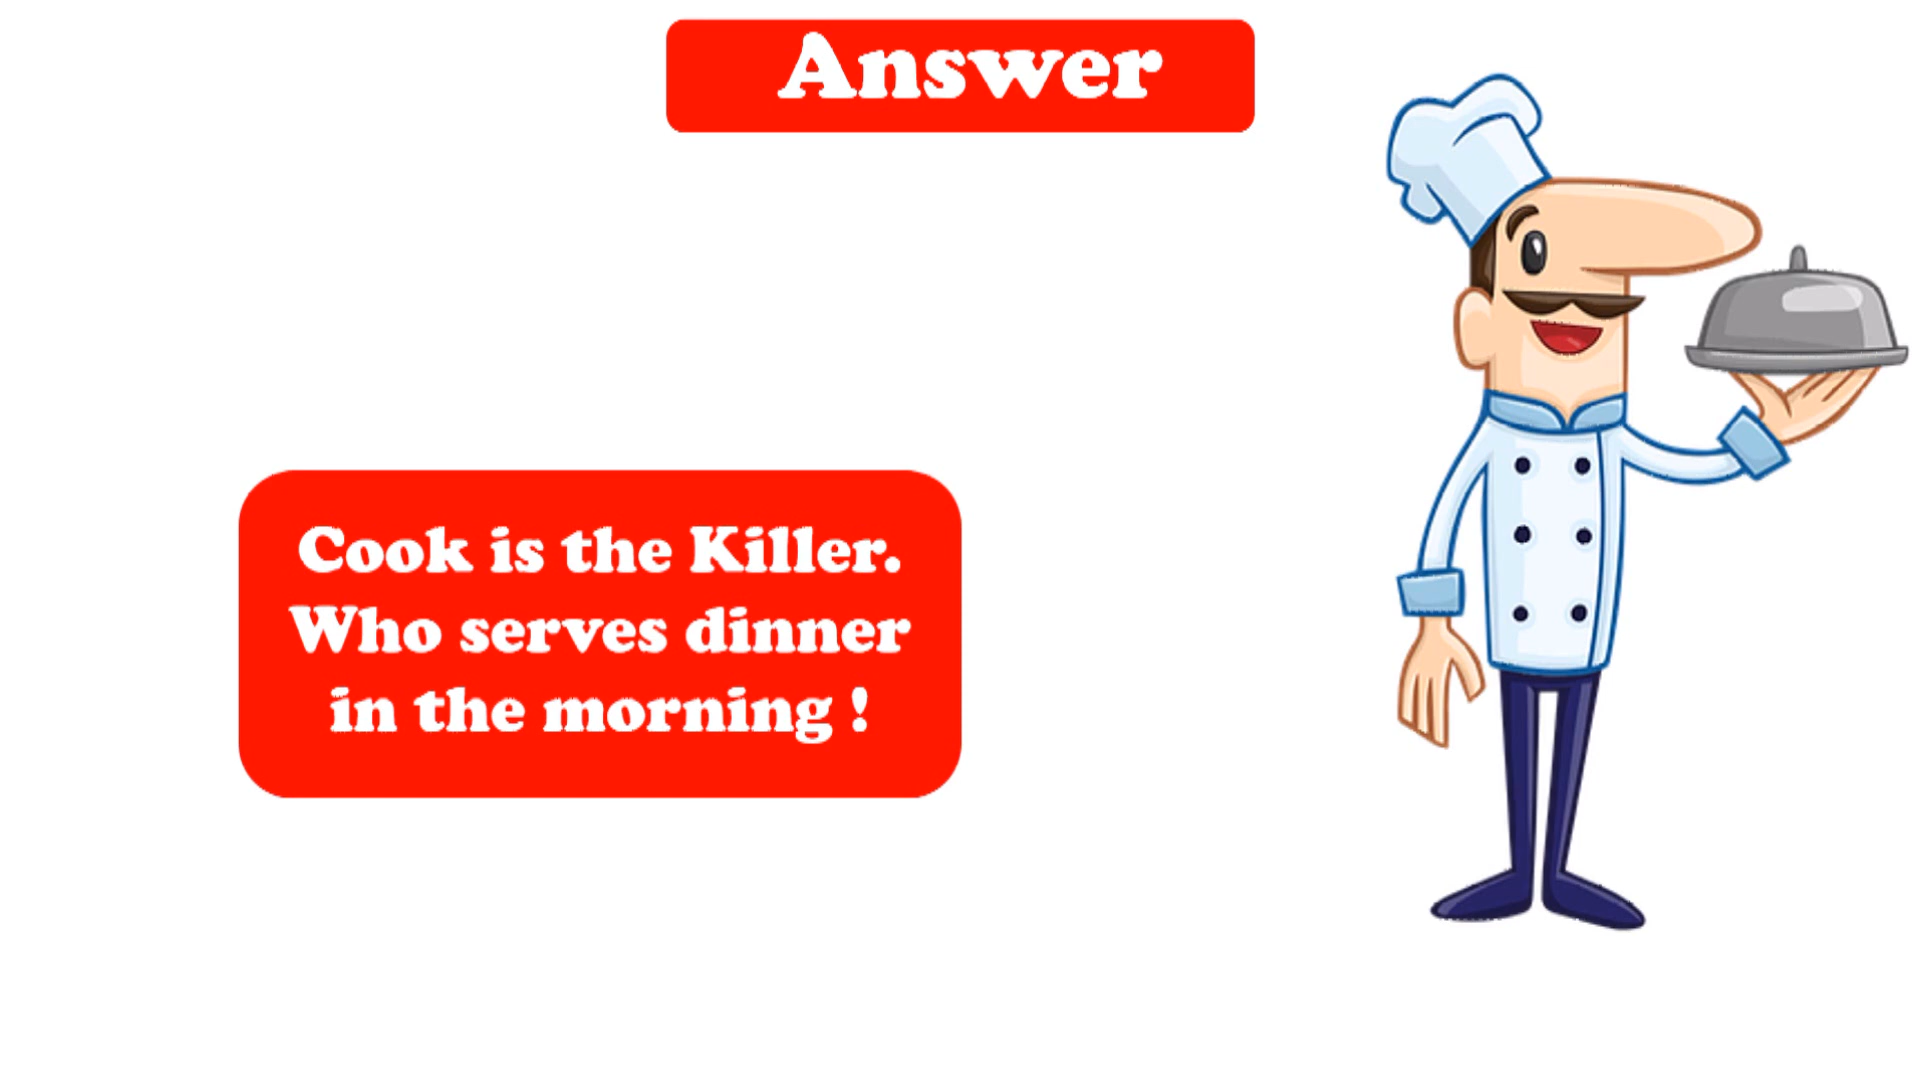 Answer
Cook is the Killer.
Who serves dinner
in the morning !